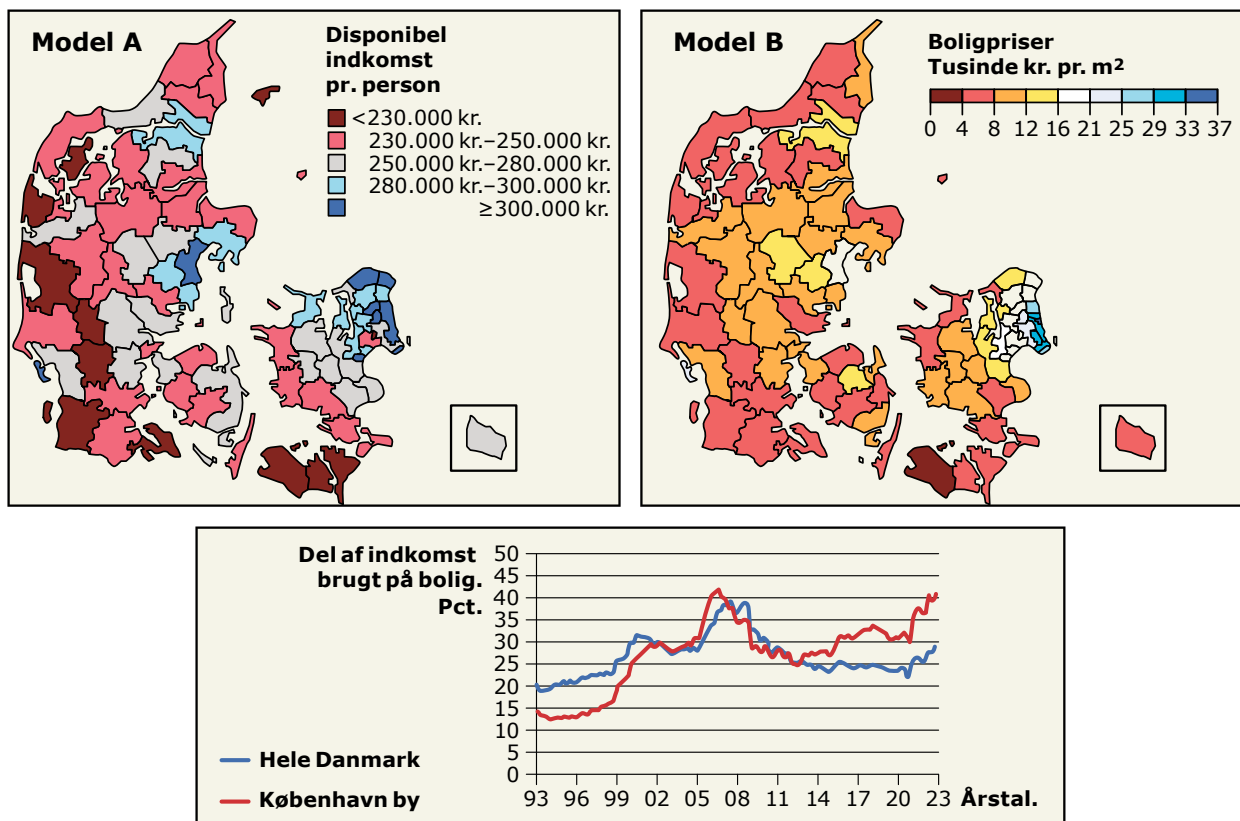 Model A
Disponibel
indkomst
pr. person
<230.000 kr.
230.000 kr.–250.000 kr.
250.000 kr.–280.000 kr.
280.000 kr.–300.000 kr.
≥300.000 kr.
Model B
Boligpriser
Tusinde kr. pr. m²
0 4 8 12 16 21 25 29 33 37
Del af indkomst
brugt på bolig.
Pct.
50
45
40
35
30
25
20
15
10
5
0
93 96 99 02 05 08 11 14 17 20 23 Årstal.
Hele Danmark
København by